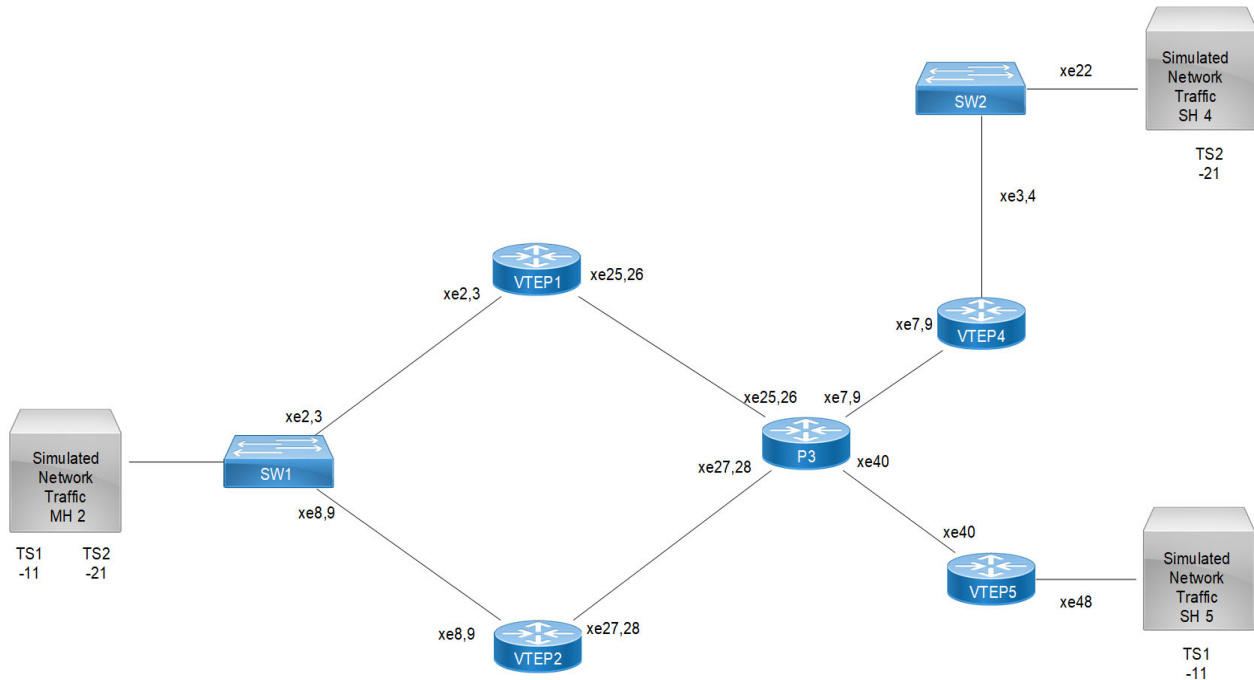 Simulated
Network
Traffic
SH 4
xe22
SW2
TS2
-21
xe3,4
VTEP1
xe25,26
xe2,3
xe7,9
VTEP4
xe25,26
xe7,9
xe2,3
Simulated
Network
Traffic
MH 2
SW1
P3
xe27,28
xe40
xe8,9
TS1 TS2
-11 -21
xe40
Simulated
Network
Traffic
SH 5
VTEP5
xe48
xe8,9
xe27,28
VTEP2
TS1
-11